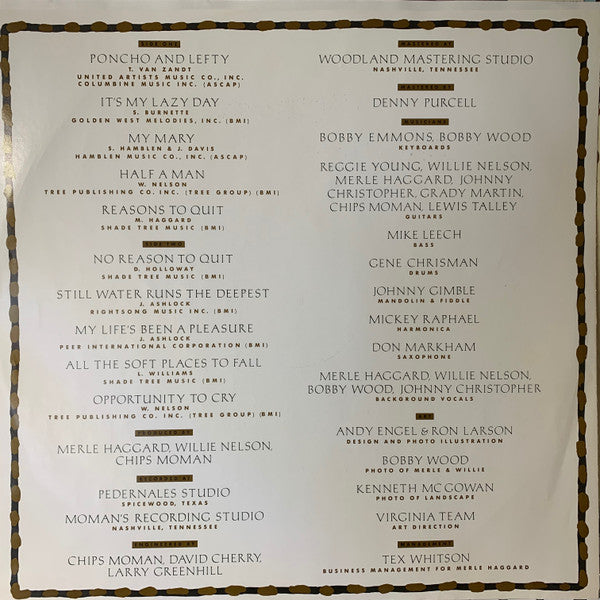 SIDE ONE
PONCHO AND LEFTY
T. VAN ZANDT
UNITED ARTISTS MUSIC CO., INC.
COLUMBINE MUSIC INC. (ASCAP)
IT'S MY LAZY DAY
S. BURNETTE
GOLDEN WEST MELODIES, INC. (BMI)
MY MARY
S. HAMBLEN & J. DAVIS
HAMBLEN MUSIC CO., INC. (ASCAP)
HALF A MAN
W. NELSON
TREE PUBLISHING CO. INC. (TREE GROUP) (BMI)
REASONS TO QUIT
M. HAGGARD
SHADE TREE MUSIC (BMI)
SIDE TWO
NO REASON TO QUIT
D. HOLLOWAY
SHADE TREE MUSIC (BMI)
STILL WATER RUNS THE DEEPEST
J. ASHLOCK
RIGHTSONG MUSIC INC. (BMI)
MY LIFE'S BEEN A PLEASURE
J. ASHLOCK
PEER INTERNATIONAL CORPORATION (BMI)
ALL THE SOFT PLACES TO FALL
L. WILLIAMS
SHADE TREE MUSIC (BMI)
OPPORTUNITY TO CRY
W. NELSON
TREE PUBLISHING CO. INC. (TREE GROUP) (BMI)
PRODUCED BY
MERLE HAGGARD, WILLIE NELSON,
CHIPS MOMAN
RECORDED AT
PEDERNALES STUDIO
SPICEWOOD, TEXAS
MOMAN'S RECORDING STUDIO
NASHVILLE, TENNESSEE
ENGINEERED BY
CHIPS MOMAN, DAVID CHERRY,
LARRY GREENHILL
MASTERED AT
WOODLAND MASTERING STUDIO
NASHVILLE, TENNESSEE
MASTERED BY
DENNY PURCELL
MUSICIANS
BOBBY EMMONS, BOBBY WOOD
KEYBOARDS
REGGIE YOUNG, WILLIE NELSON,
MERLE HAGGARD, JOHNNY
CHRISTOPHER, GRADY MARTIN,
CHIPS MOMAN, LEWIS TALLEY
GUITARS
MIKE LEECH
BASS
GENE CHRISMAN
DRUMS
JOHNNY GIMBLE
MANDOLIN & FIDDLE
MICKEY RAPHAEL
HARMONICA
DON MARKHAM
SAXOPHONE
MERLE HAGGARD, WILLIE NELSON,
BOBBY WOOD, JOHNNY CHRISTOPHER
BACKGROUND VOCALS
ART
ANDY ENGEL & RON LARSON
DESIGN AND PHOTO ILLUSTRATION
BOBBY WOOD
PHOTO OF MERLE & WILLIE
KENNETH McGOWAN
PHOTO OF LANDSCAPE
VIRGINIA TEAM
ART DIRECTION
MANAGEMENT
TEX WHITSON
BUSINESS MANAGEMENT FOR MERLE HAGGARD